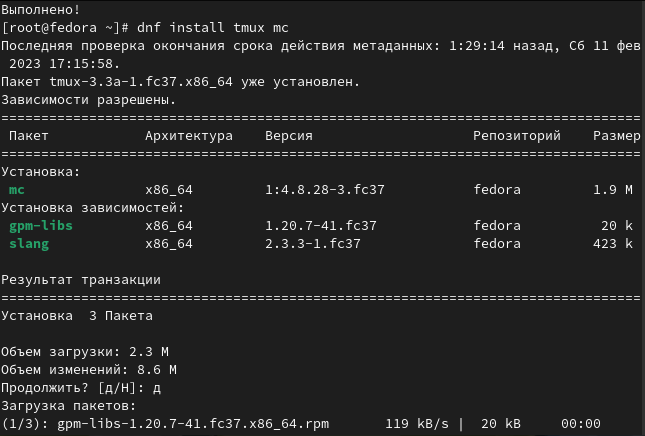 Выполнено!
[root@fedora ~]# dnf install tmux mc
Последняя проверка окончания срока действия метаданных: 1:29:14 назад, Сб 11 фев
 2023 17:15:58.
Пакет tmux-3.3a-1.fc37.x86_64 уже установлен.
Зависимости разрешены.
================================================================================
 Пакет            Архитектура    Версия                    Репозиторий    Размер
================================================================================
Установка:
 mc               x86_64         1:4.8.28-3.fc37           fedora          1.9 M
Установка зависимостей:
 gpm-libs         x86_64         1.20.7-41.fc37            fedora           20 k
 slang            x86_64         2.3.3-1.fc37              fedora          423 k

Результат транзакции
================================================================================
Установка  3 Пакета

Объем загрузки: 2.3 M
Объем изменений: 8.6 M
Продолжить? [д/Н]: д
Загрузка пакетов:
(1/3): gpm-libs-1.20.7-41.fc37.x86_64.rpm       119 kB/s |  20 kB     00:00